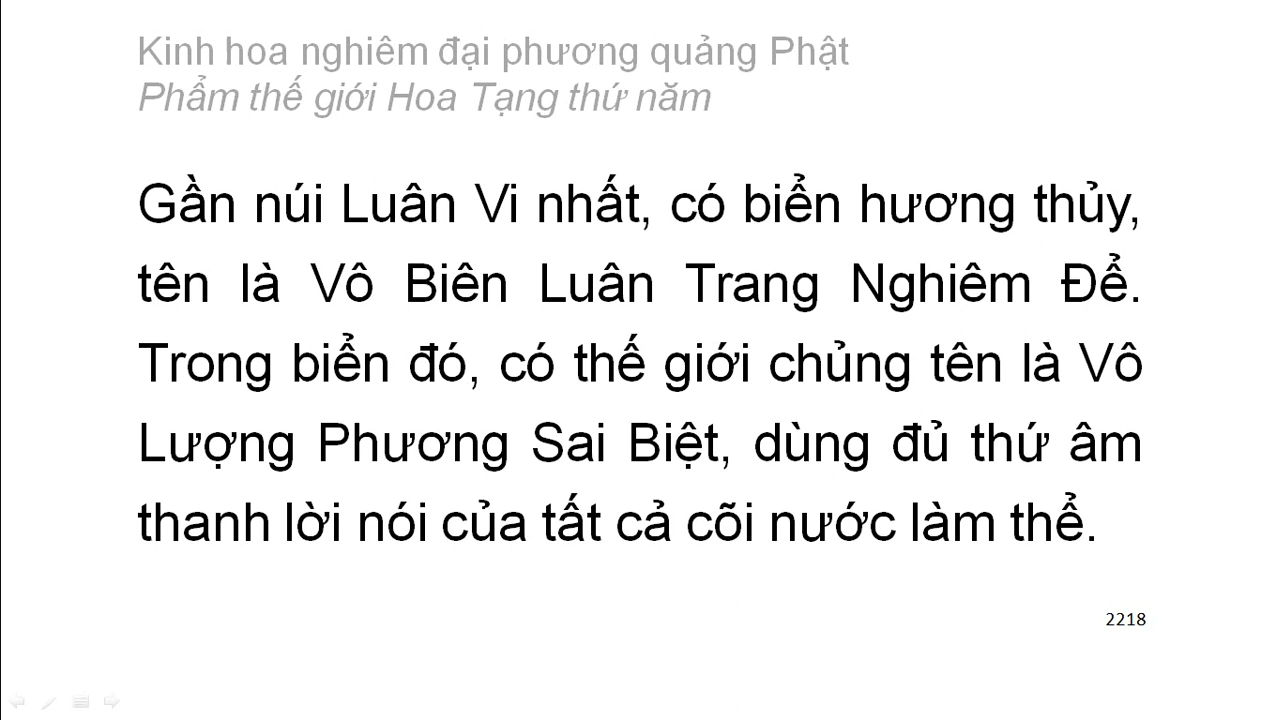 Kinh hoa nghiêm đại phương quảng Phật
Phẩm thế giới Hoa Tạng thứ năm
Gần núi Luân Vi nhất, có biển hương thủy,
tên là Vô Biên Luân Trang Nghiêm Để.
Trong biển đó, có thế giới chủng tên là Vô
Lượng Phương Sai Biệt, dùng đủ thứ âm
thanh lời nói của tất cả cõi nước làm thể.
2218